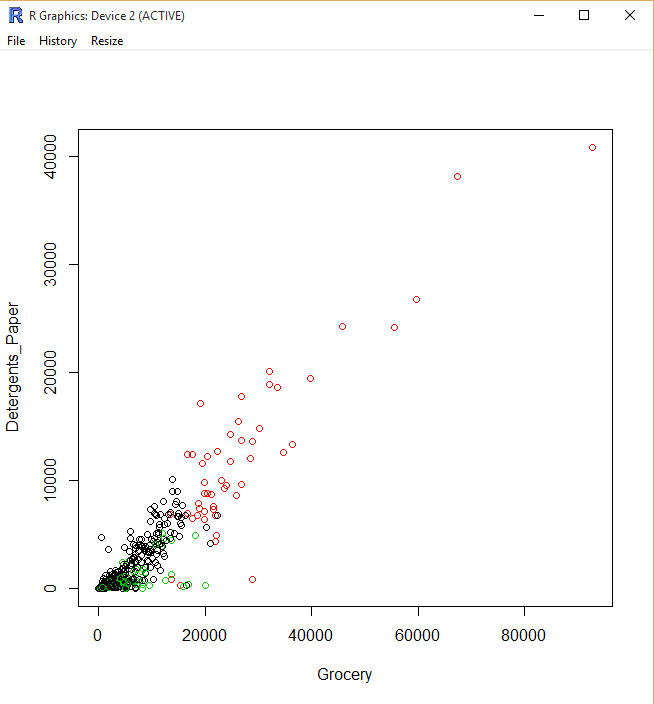 R Graphics: Device 2 (ACTIVE)
File History Resize
40000
30000
20000
10000
0
Detergents_Paper
0 20000 40000 60000 80000
Grocery